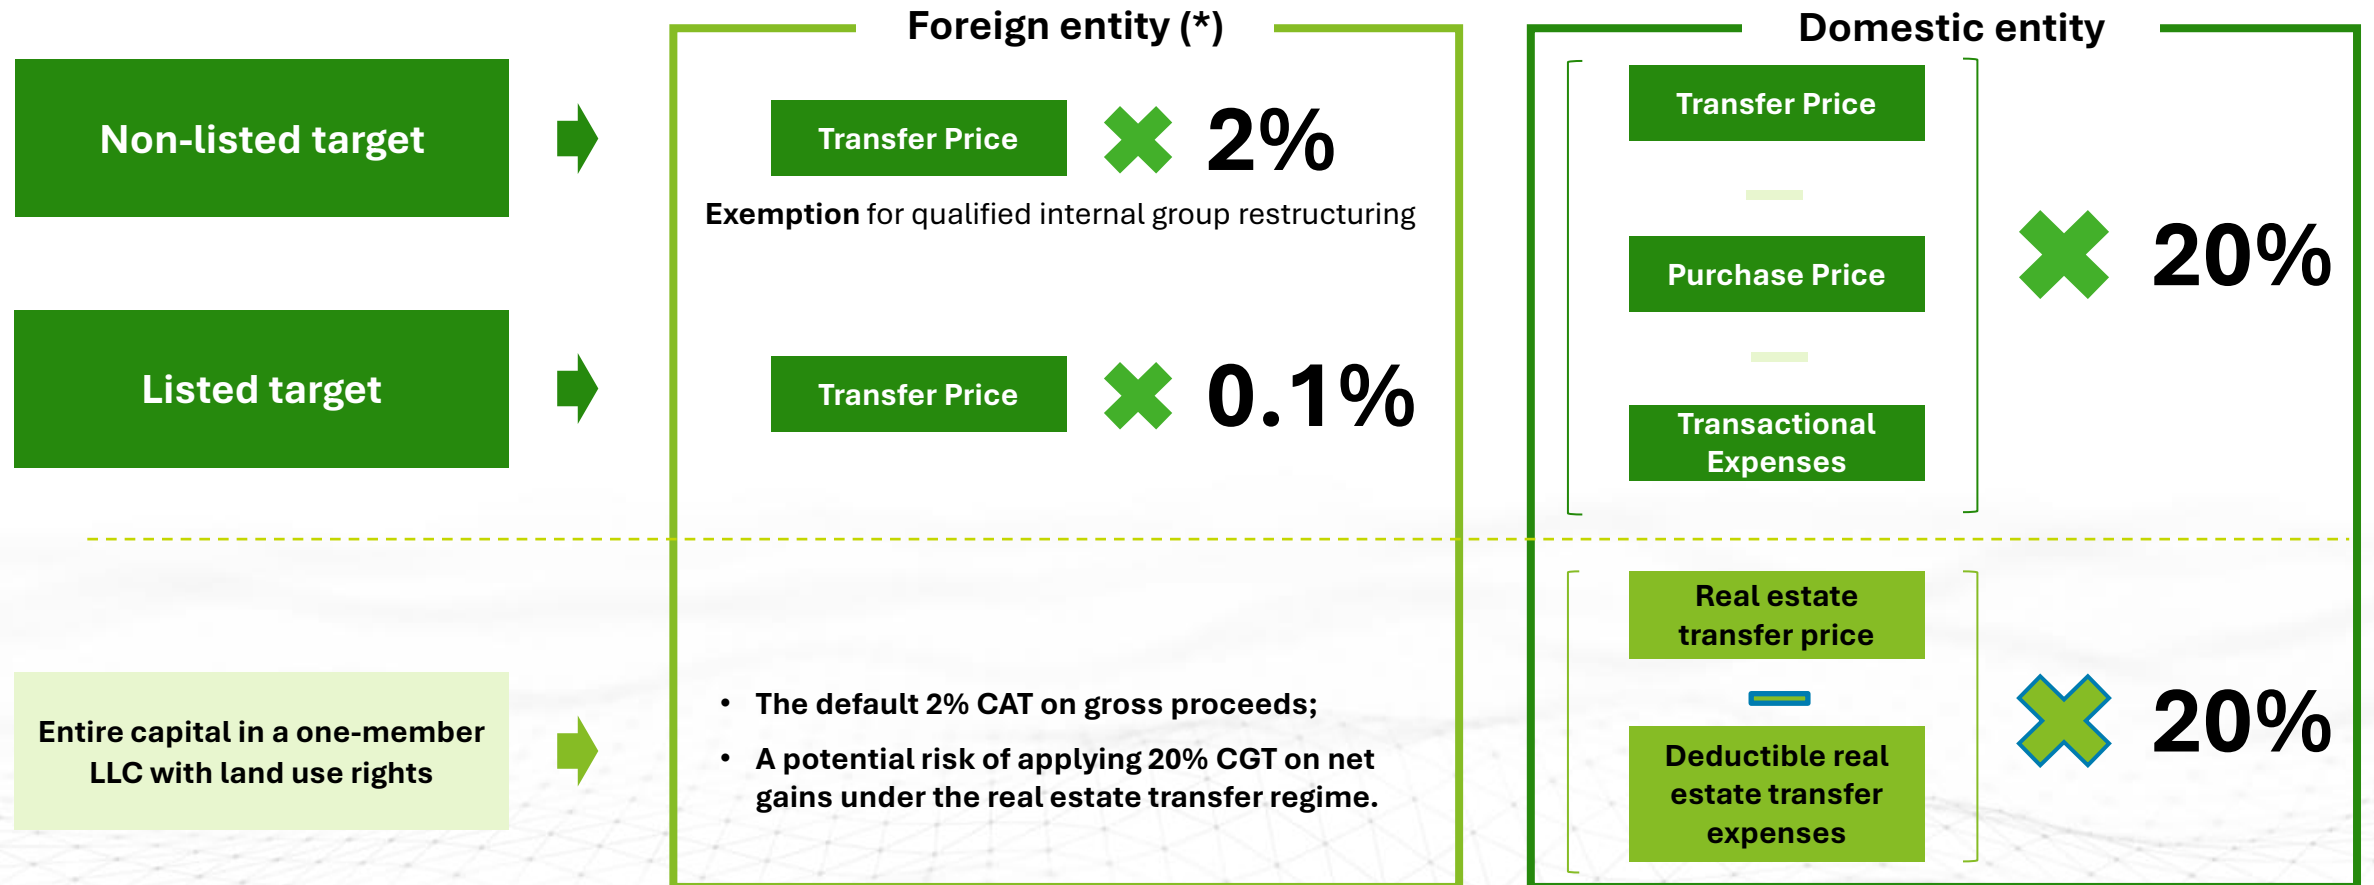 Foreign entity (*)
Domestic entity
Non-listed target
Transfer Price
2%
Exemption for qualified internal group restructuring
Listed target
Transfer Price
0.1%
Transfer Price
Purchase Price
Transactional
Expenses
20%
Entire capital in a one-member
LLC with land use rights
• The default 2% CAT on gross proceeds;
• A potential risk of applying 20% CGT on net
gains under the real estate transfer regime.
Real estate
transfer price
Deductible real
estate transfer
expenses
20%